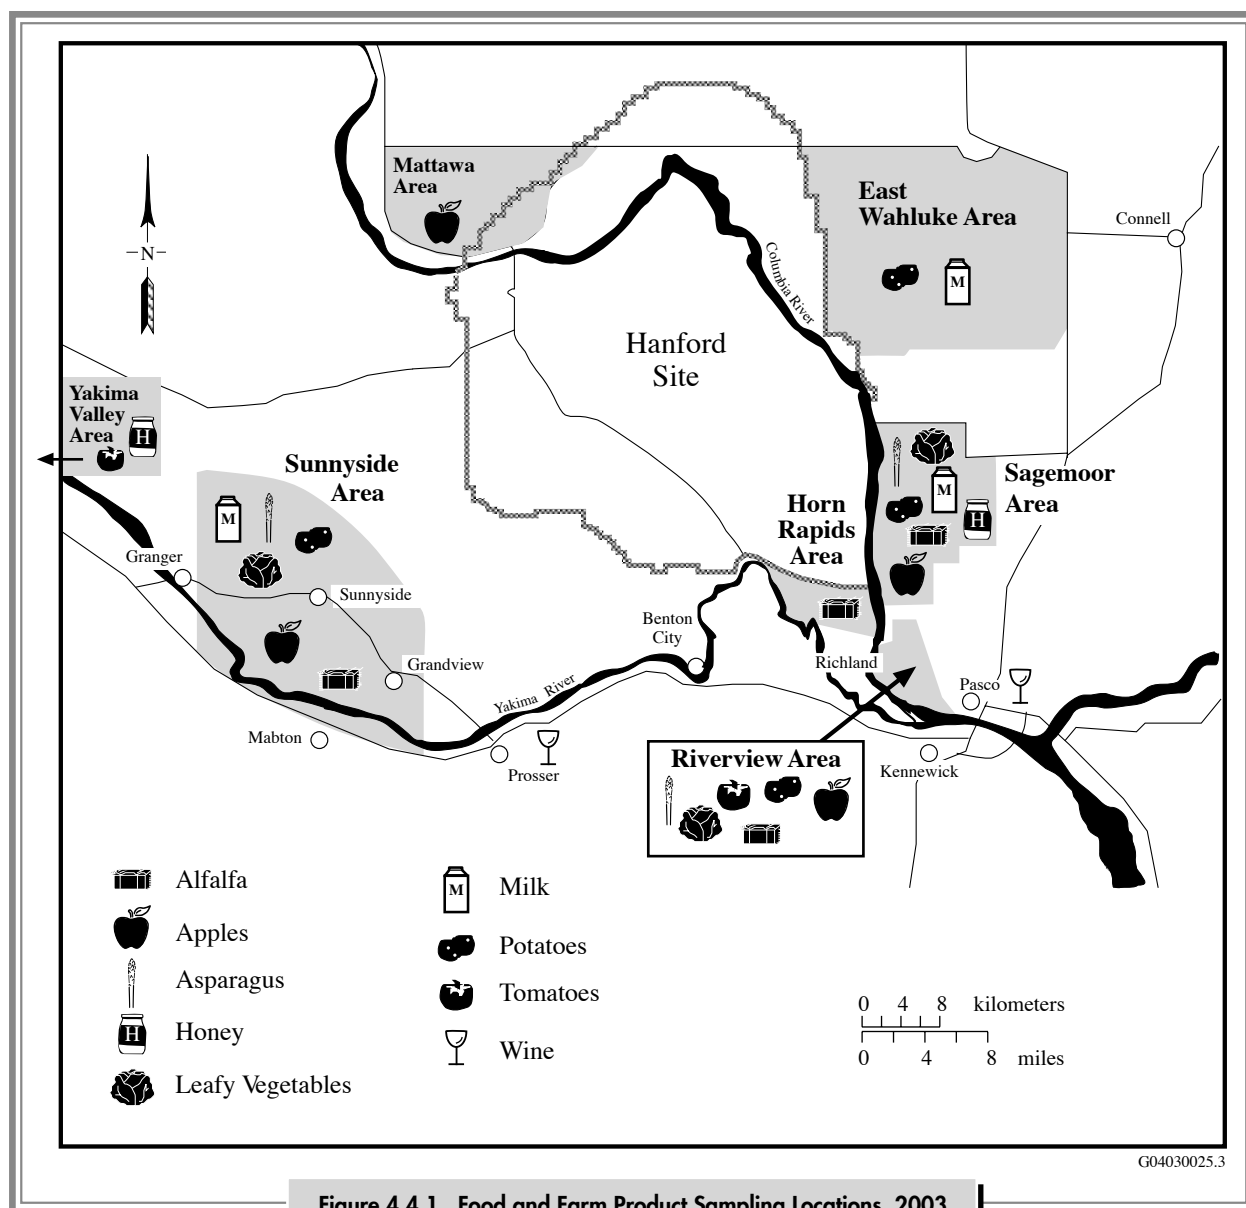 Mattawa
Area
East
Wahluke Area
Connell
N
M
Columbia River
Hanford
Site
Yakima
Valley
Area
H
Sunnyside
Area
M
Sagemoor
Area
M
H
Horn
Rapids
Area
Granger
Sunnyside
Benton
City
Grandview
Richland
Yakima River
Pasco
Mabton
Prosser
Kennewick
Riverview Area
Alfalfa
Apples
Asparagus
H
Honey
Leafy Vegetables
M
Milk
Potatoes
Tomatoes
Wine
0 4 8 kilometers
0 4 8 miles
G04030025.3
Figure 4.4.1. Food and Farm Product Sampling Locations, 2003